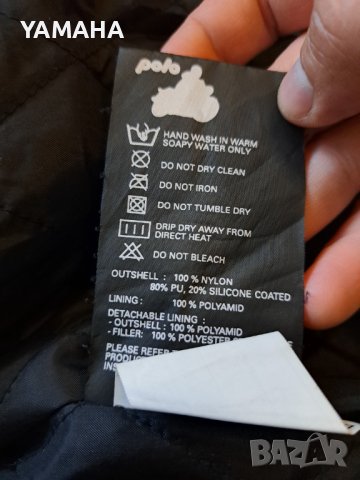 YAMAHA
polo
HAND WASH IN WARM
SOAPY WATER ONLY
DO NOT DRY CLEAN
DO NOT IRON
DO NOT TUMBLE DRY
DRIP DRY AWAY FROM
DIRECT HEAT
DO NOT BLEACH
OUTSHELL : 100 % NYLON
80% PU, 20% SILICONE COATED
LINING : 100 % POLYAMID
DETACHABLE LINING :
- OUTSHELL : 100 % POLYAMID
- FILLER: 100% POLYESTER
PLEASE REFER
BAZAR